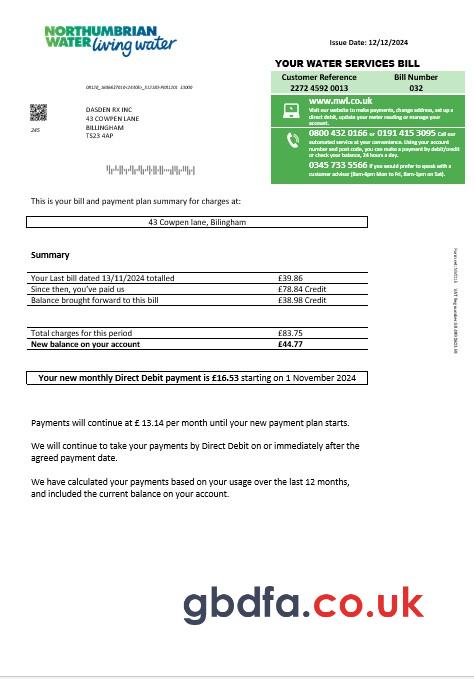 NORTHUMBRIAN
WATER living water
Issue Date: 12/12/2024
YOUR WATER SERVICES BILL
Customer Reference Bill Number
2272 4592 0013 032
www.nwl.co.uk
Visit our website to make payments, change address, set up a
direct debit, update your meter reading or manage your
account.
0800 432 0166 or 0191 415 3095 Call our
automated service at your convenience. Using your account
number and post code, you can make a payment by debit/credit
or check your balance, 24 hours a day.
0345 733 5566 If you would prefer to speak with a
customer advisor (8am-6pm Mon to Fri, 8am-1pm on Sat).
DASDEN RX INC
43 COWPEN LANE
BILLINGHAM
TS23 4AP
245
This is your bill and payment plan summary for charges at:
43 Cowpen lane, Bilingham
Summary
Your Last bill dated 13/11/2024 totalled £39.86
Since then, you've paid us £78.84 Credit
Balance brought forward to this bill £38.98 Credit
Total charges for this period £83.75
New balance on your account £44.77
Your new monthly Direct Debit payment is £16.53 starting on 1 November 2024
Payments will continue at £ 13.14 per month until your new payment plan starts.
We will continue to take your payments by Direct Debit on or immediately after the
agreed payment date.
We have calculated your payments based on your usage over the last 12 months,
and included the current balance on your account.
gbdfa.co.uk